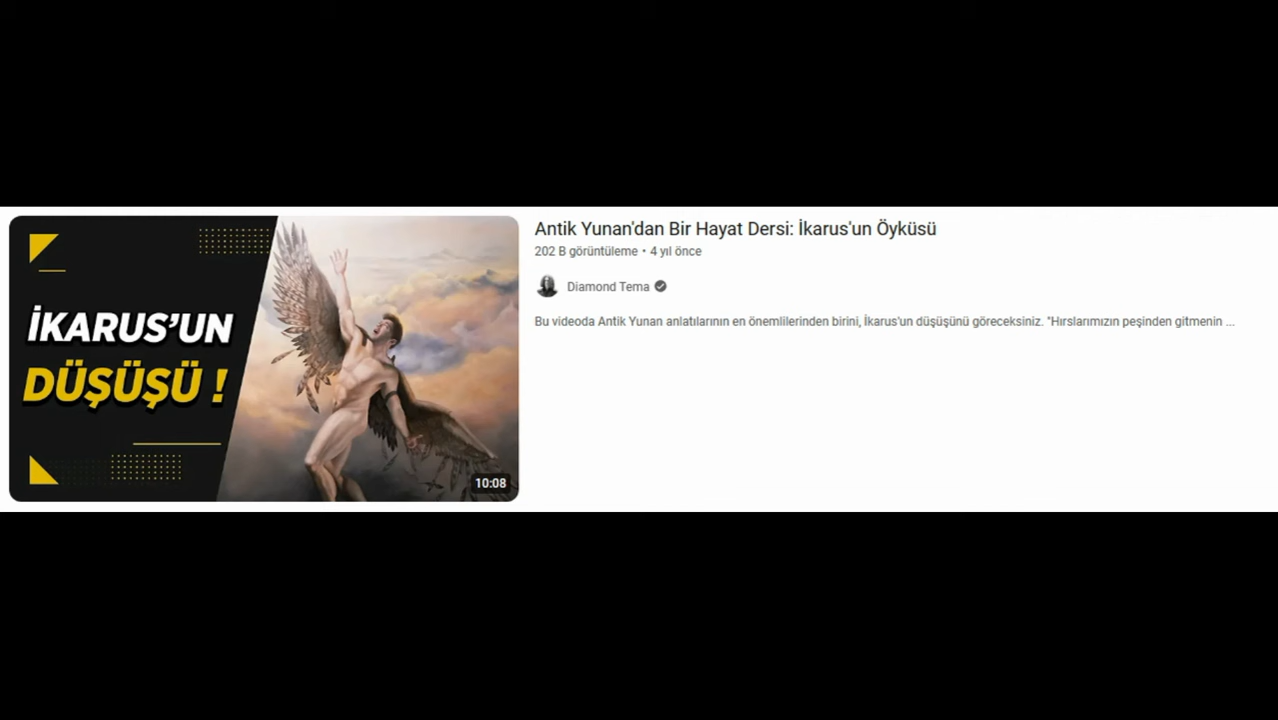 İKARUS'UN
DÜŞÜŞÜ !
10:08
Antik Yunan'dan Bir Hayat Dersi: İkarus'un Öyküsü
202 B görüntüleme • 4 yıl önce
Diamond Tema
Bu videoda Antik Yunan anlatılarının en önemlilerinden birini, İkarus'un düşüşünü göreceksiniz. "Hırslarımızın peşinden gitmenin ...